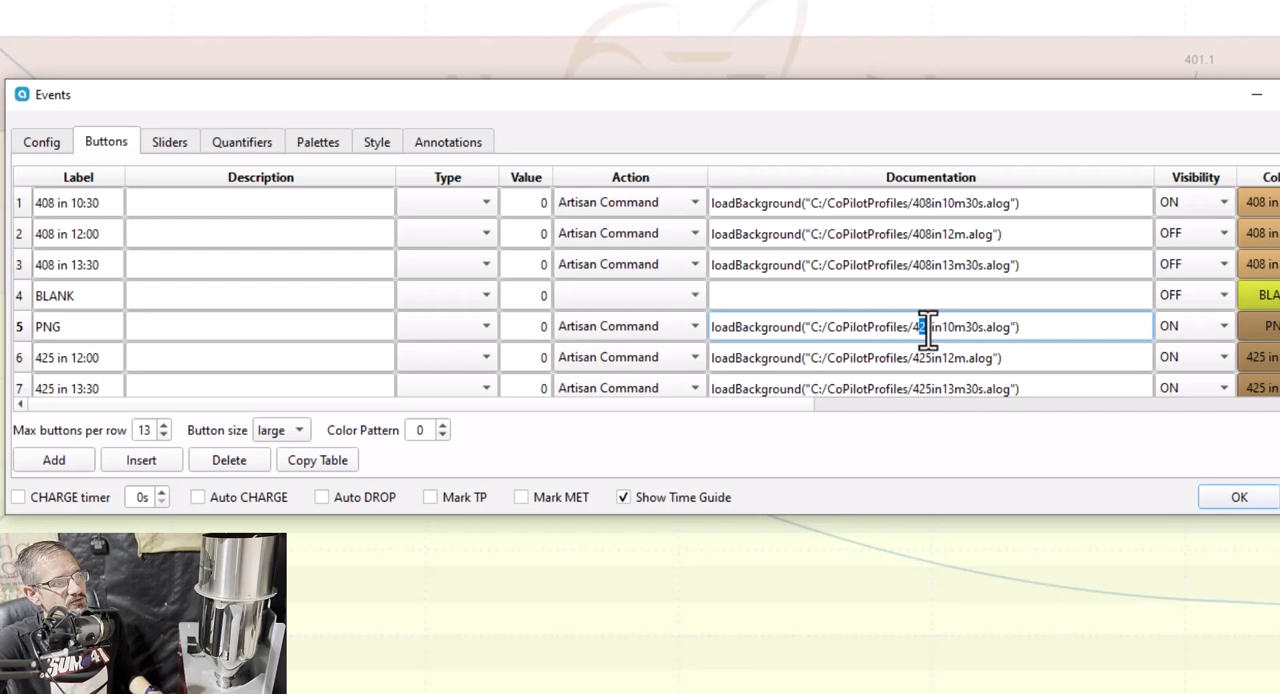 401.1
Events
Config Buttons Sliders Quantifiers Palettes Style Annotations
Label Description Type Value Action Documentation Visibility
1 408 in 10:30 0 Artisan Command loadBackground("C:/CoPilotProfiles/408in10m30s.alog") ON 408 in
2 408 in 12:00 0 Artisan Command loadBackground("C:/CoPilotProfiles/408in12m.alog") OFF 408 in
3 408 in 13:30 0 Artisan Command loadBackground("C:/CoPilotProfiles/408in13m30s.alog") ON 408 in
4 BLANK 0 OFF BLA
5 PNG 0 Artisan Command loadBackground("C:/CoPilotProfiles/425in10m30s.alog") ON PN
6 425 in 12:00 0 Artisan Command loadBackground("C:/CoPilotProfiles/425in12m.alog") ON 425 in
7 425 in 13:30 0 Artisan Command loadBackground("C:/CoPilotProfiles/425in13m30s.alog") ON 425 in
Max buttons per row 13 Button size large Color Pattern 0
Add Insert Delete Copy Table
CHARGE timer 0s Auto CHARGE Auto DROP Mark TP Mark MET Show Time Guide OK
SUM 41